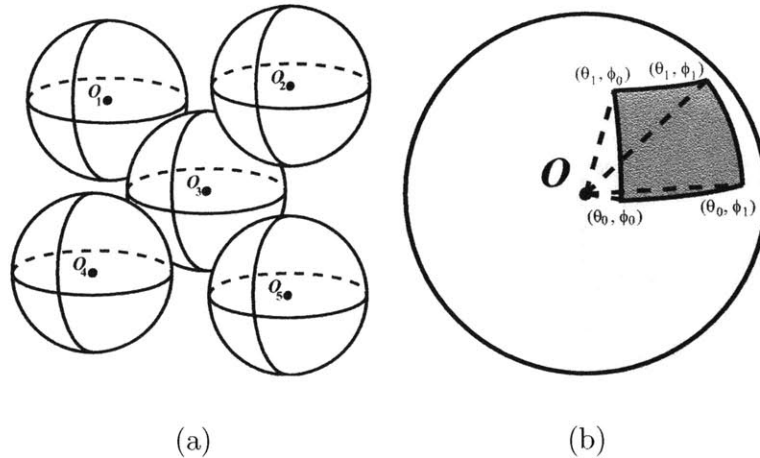 O₁
O₂
O₃
O₄
O₅
(θ₁, ϕ₀) (θ₁, ϕ₁)
O
(θ₀, ϕ₀) (θ₀, ϕ₁)
(a) (b)